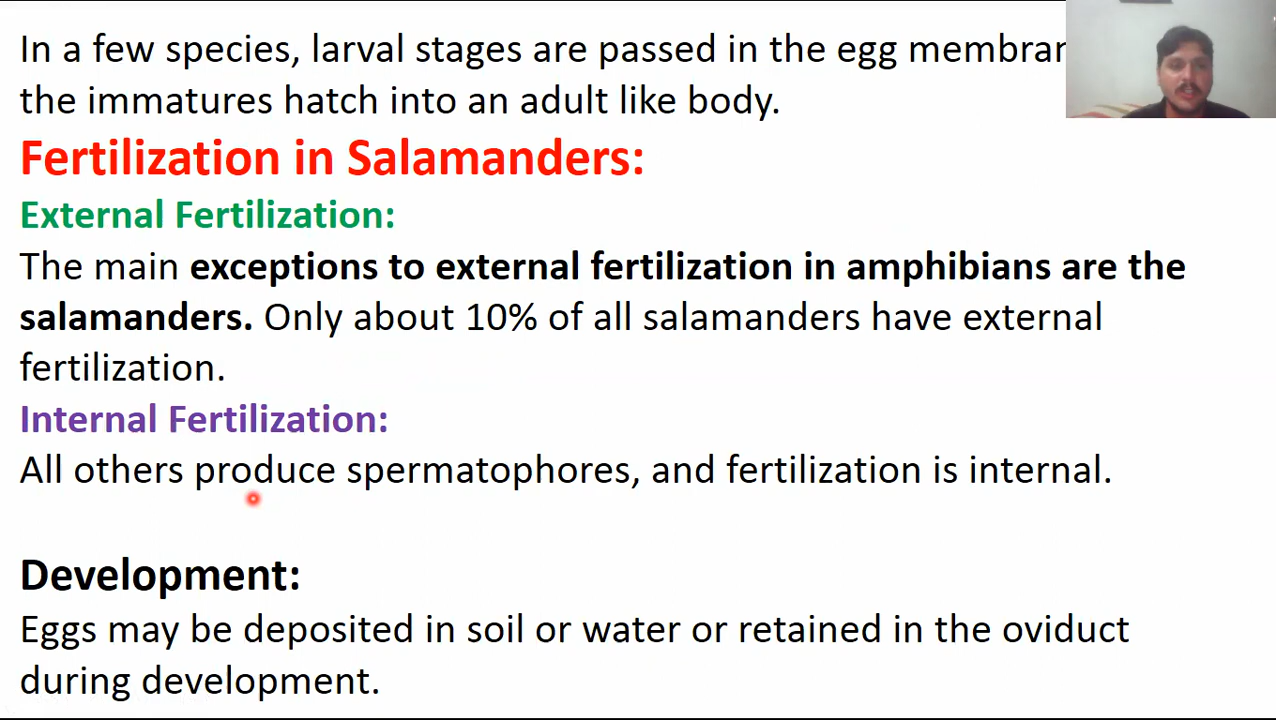 In a few species, larval stages are passed in the egg
the immatures hatch into an adult like body.
Fertilization in Salamanders:
External Fertilization:
The main exceptions to external fertilization in amphibians are the
salamanders. Only about 10% of all salamanders have external
fertilization.
Internal Fertilization:
All others produce spermatophores, and fertilization is internal.
Development:
Eggs may be deposited in soil or water or retained in the oviduct
during development.